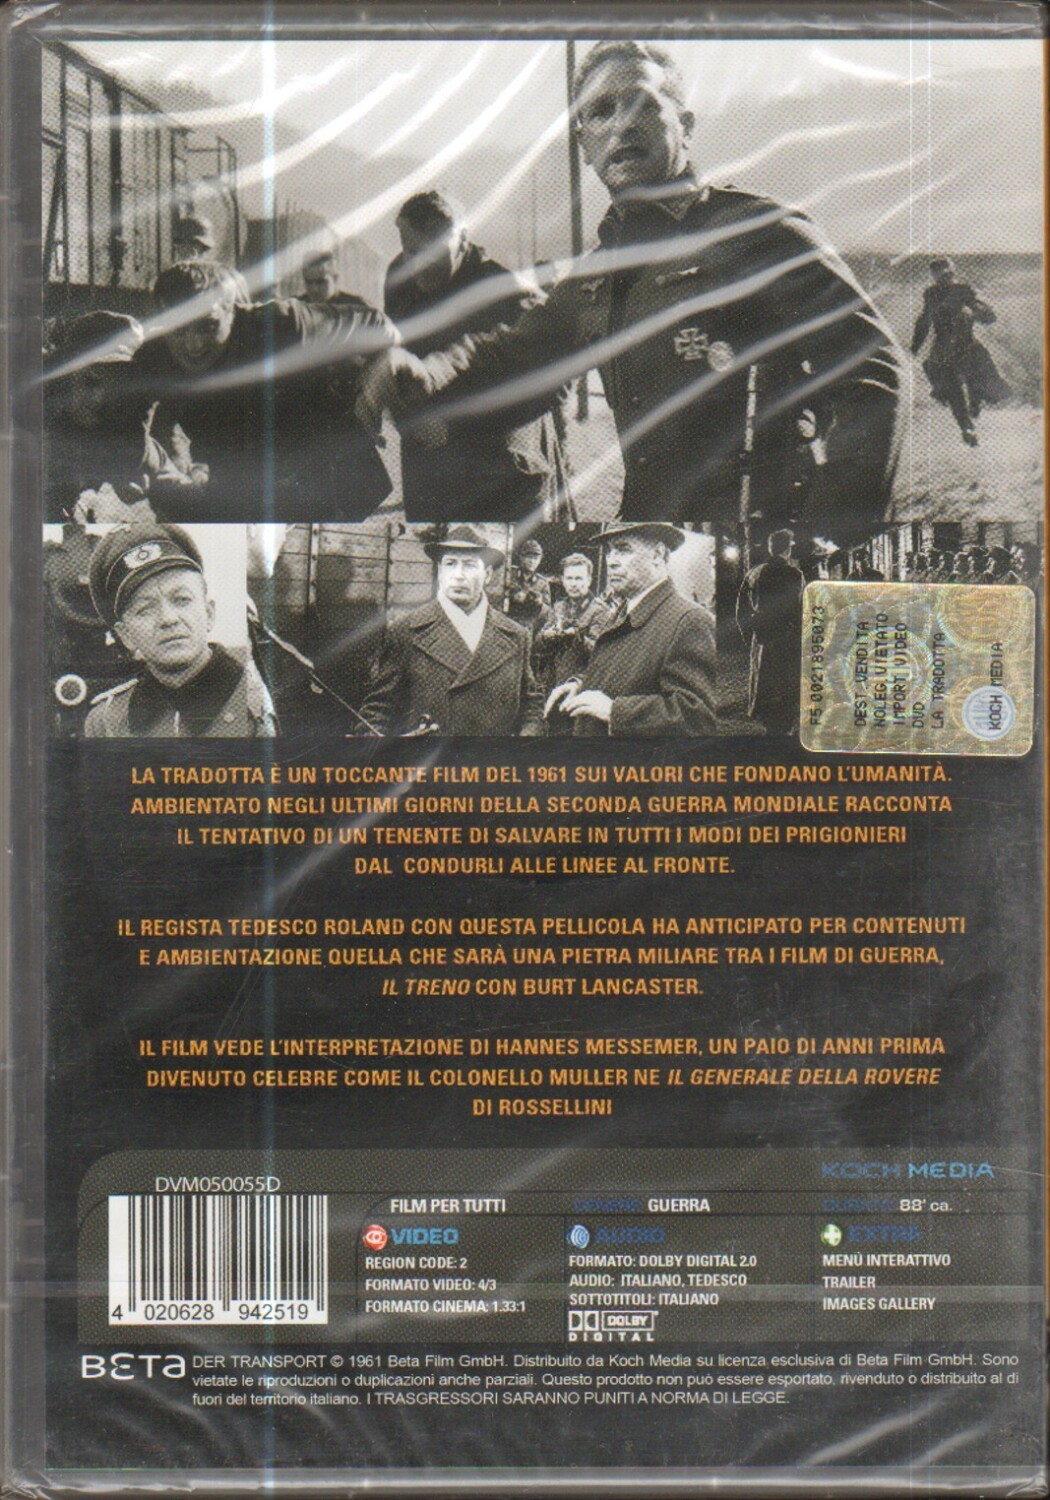 F5 0021895073
DEST VENDITA
NOLEG VIETATO
IMPORT VIDEO
DVD
LA TRADOTTA
KOCH MEDIA
LA TRADOTTA È UN TOCCANTE FILM DEL 1961 SUI VALORI CHE FONDANO L'UMANITÀ.
AMBIENTATO NEGLI ULTIMI GIORNI DELLA SECONDA GUERRA MONDIALE RACCONTA
IL TENTATIVO DI UN TENENTE DI SALVARE IN TUTTI I MODI DEI PRIGIONIERI
DAL CONDURLI ALLE LINEE AL FRONTE.
IL REGISTA TEDESCO ROLAND CON QUESTA PELLICOLA HA ANTICIPATO PER CONTENUTI
E AMBIENTAZIONE QUELLA CHE SARÀ UNA PIETRA MILIARE TRA I FILM DI GUERRA,
IL TRENO CON BURT LANCASTER.
IL FILM VEDE L'INTERPRETAZIONE DI HANNES MESSEMER, UN PAIO DI ANNI PRIMA
DIVENUTO CELEBRE COME IL COLONELLO MULLER NE IL GENERALE DELLA ROVERE
DI ROSSELLINI
KOCH MEDIA
DVM050055D
4 020628 942519
FILM PER TUTTI
GUERRA
88' ca.
VIDEO
REGION CODE: 2
FORMATO VIDEO: 4/3
FORMATO CINEMA: 1.33:1
AUDIO
FORMATO: DOLBY DIGITAL 2.0
AUDIO: ITALIANO, TEDESCO
SOTTOTITOLI: ITALIANO
DOLBY
DIGITAL
EXTRA
MENÙ INTERATTIVO
TRAILER
IMAGES GALLERY
BETA
DER TRANSPORT © 1961 Beta Film GmbH. Distribuito da Koch Media su licenza esclusiva di Beta Film GmbH. Sono
vietate le riproduzioni o duplicazioni anche parziali. Questo prodotto non può essere esportato, rivenduto o distribuito al di
fuori del territorio italiano. I TRASGRESSORI SARANNO PUNITI A NORMA DI LEGGE.